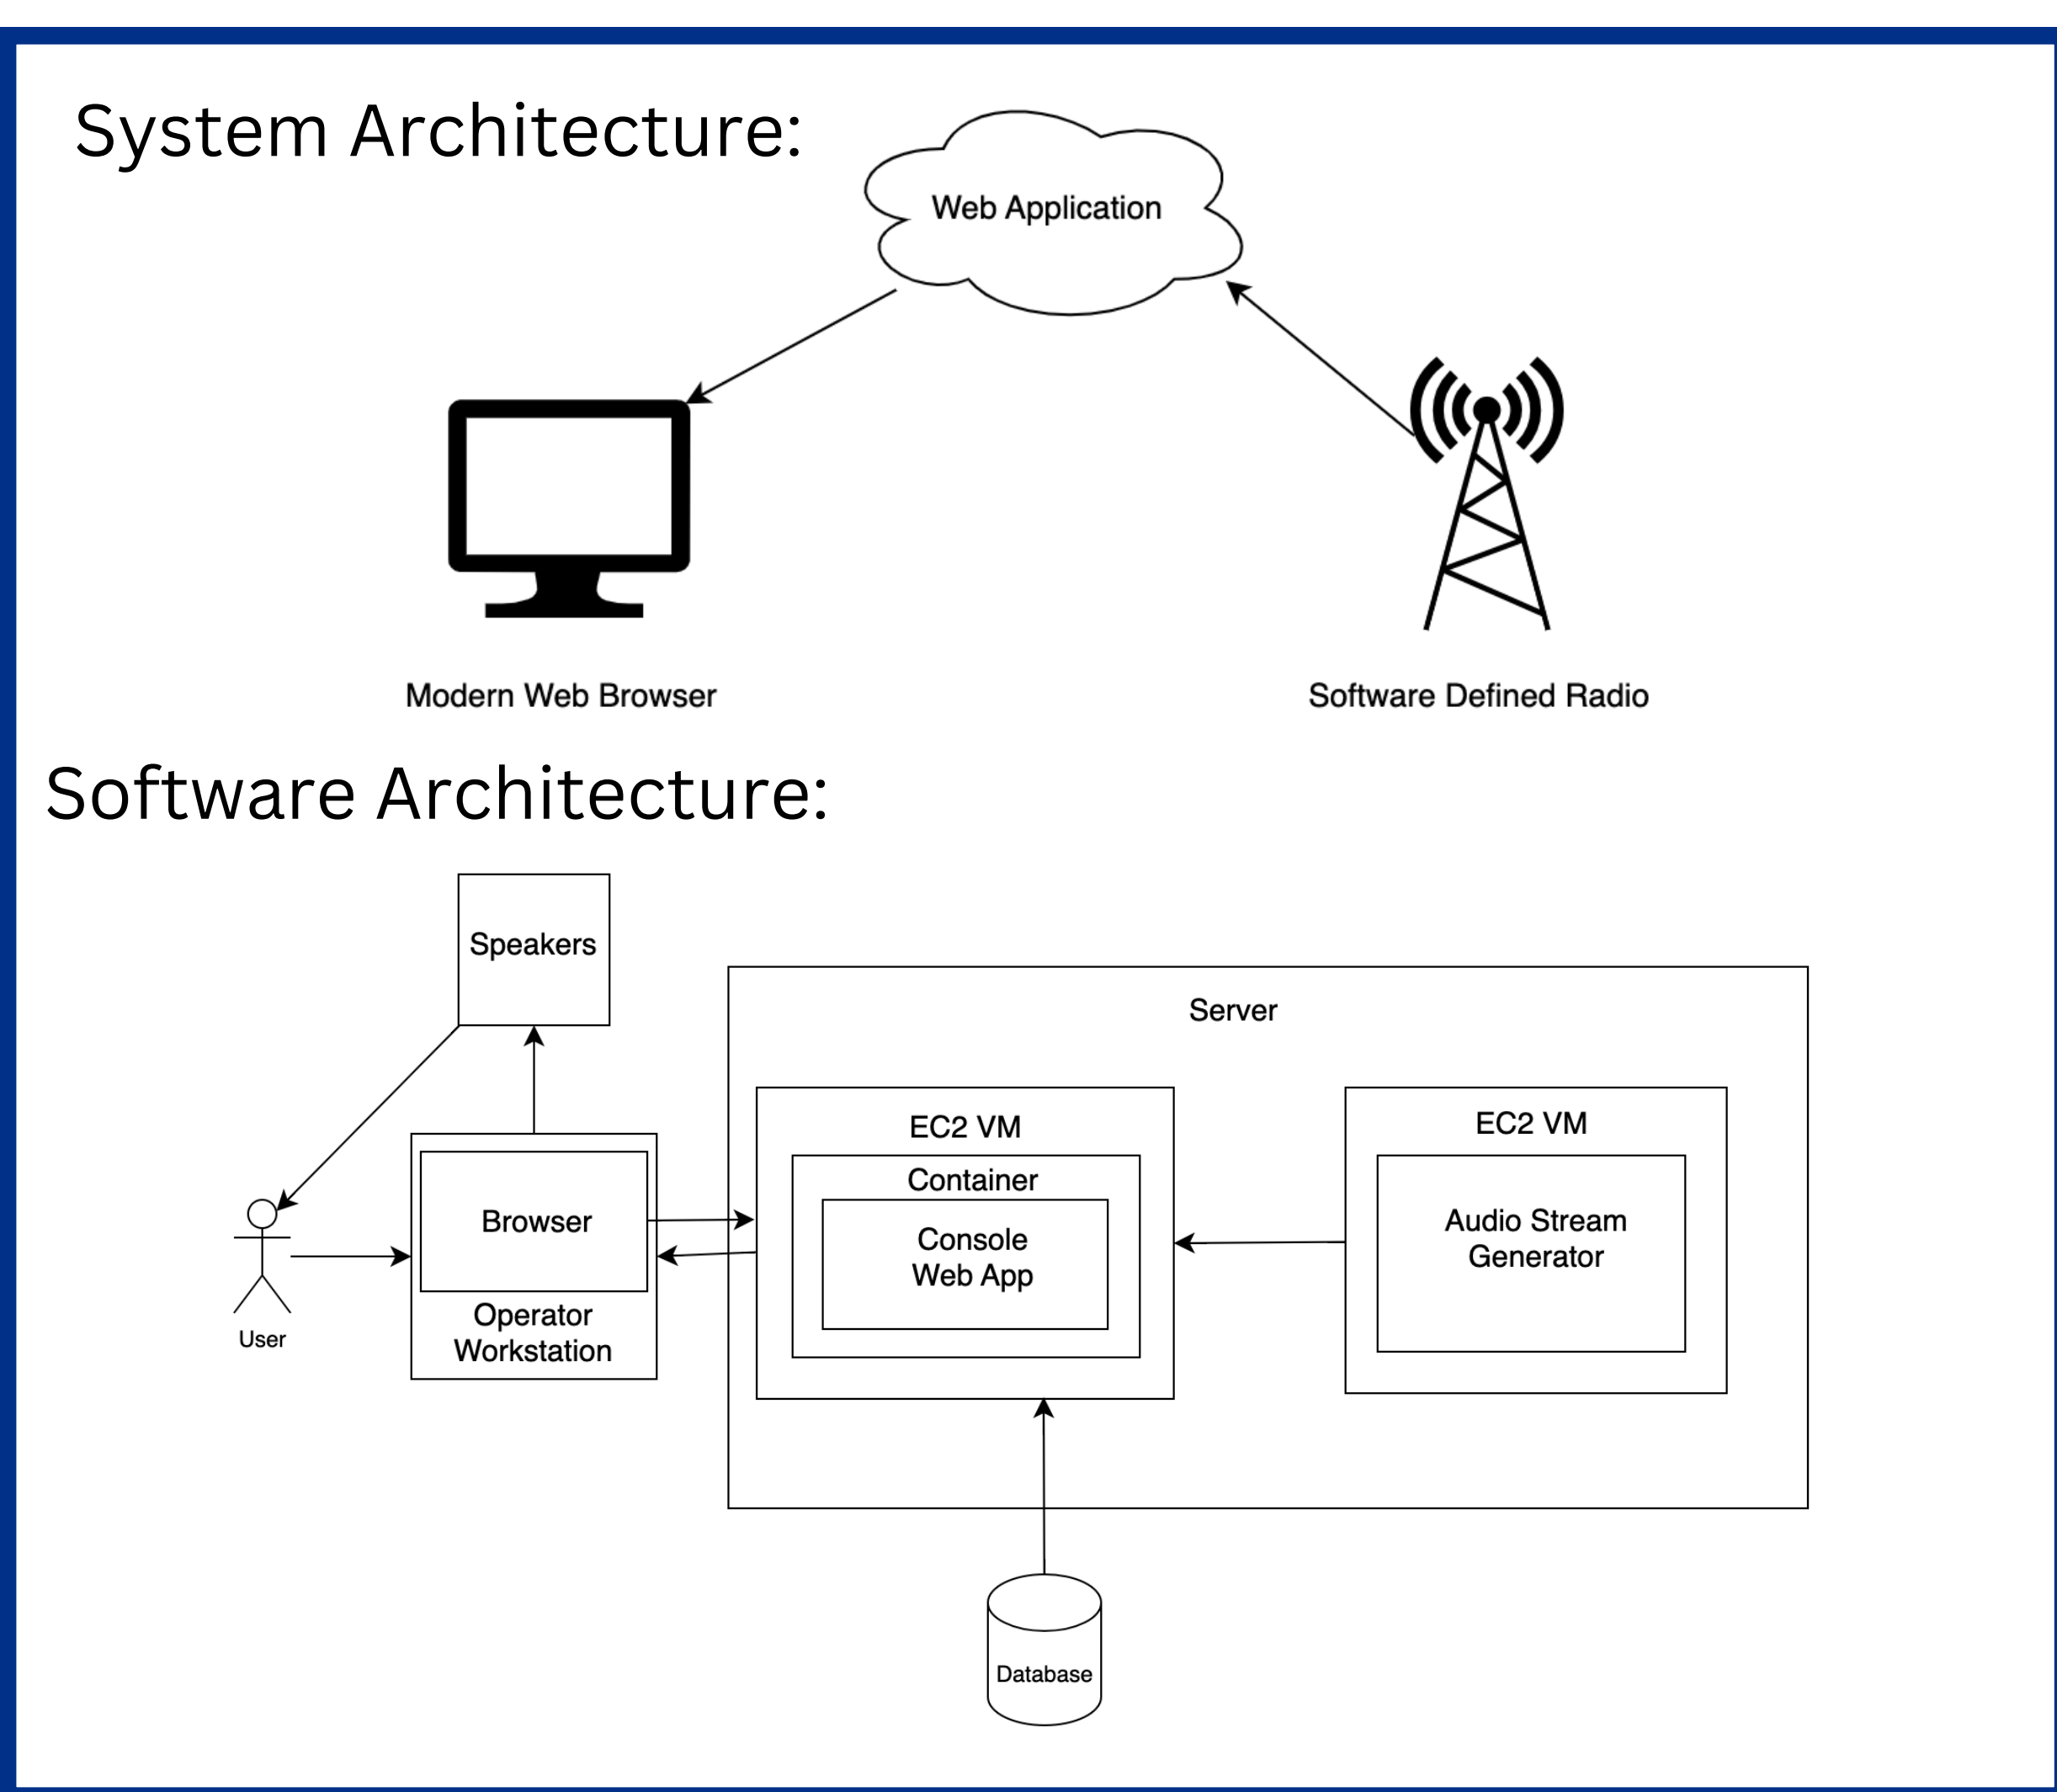 System Architecture:
Web Application
Modern Web Browser
Software Defined Radio
Software Architecture:
Speakers
Server
EC2 VM
EC2 VM
Container
Browser
Console
Web App
Audio Stream
Generator
Operator
Workstation
User
Database